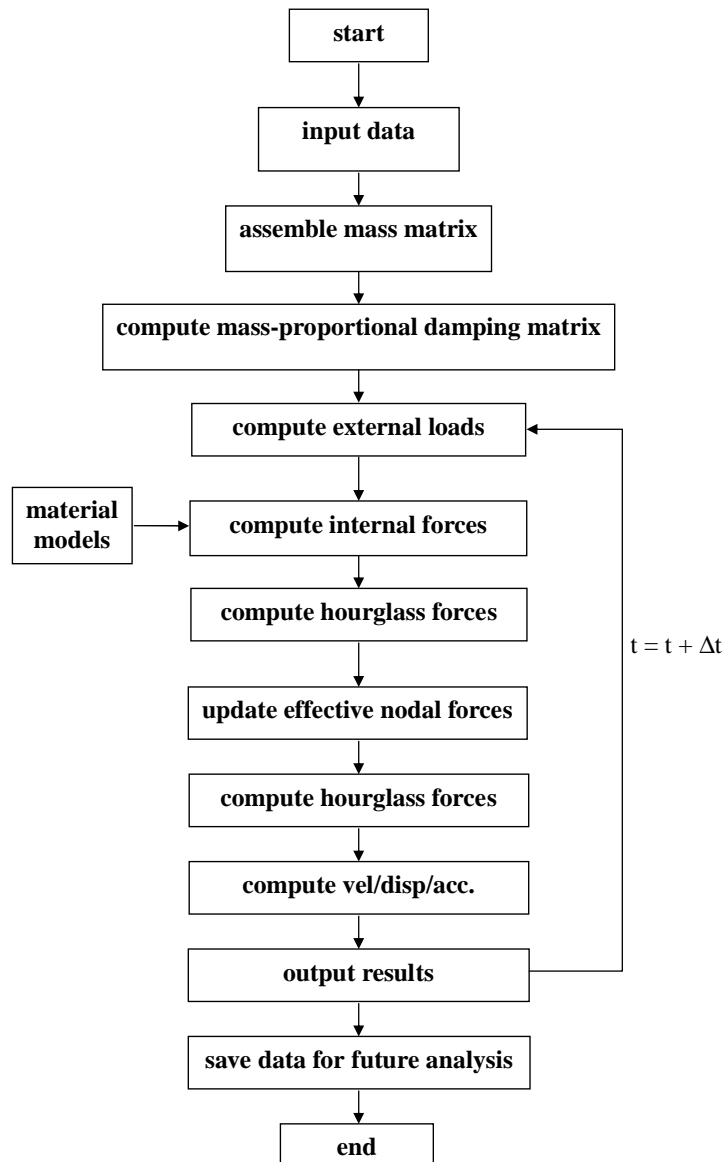 start
input data
assemble mass matrix
compute mass-proportional damping matrix
compute external loads
material
models
compute internal forces
compute hourglass forces
t = t + Δt
update effective nodal forces
compute hourglass forces
compute vel/disp/acc.
output results
save data for future analysis
end